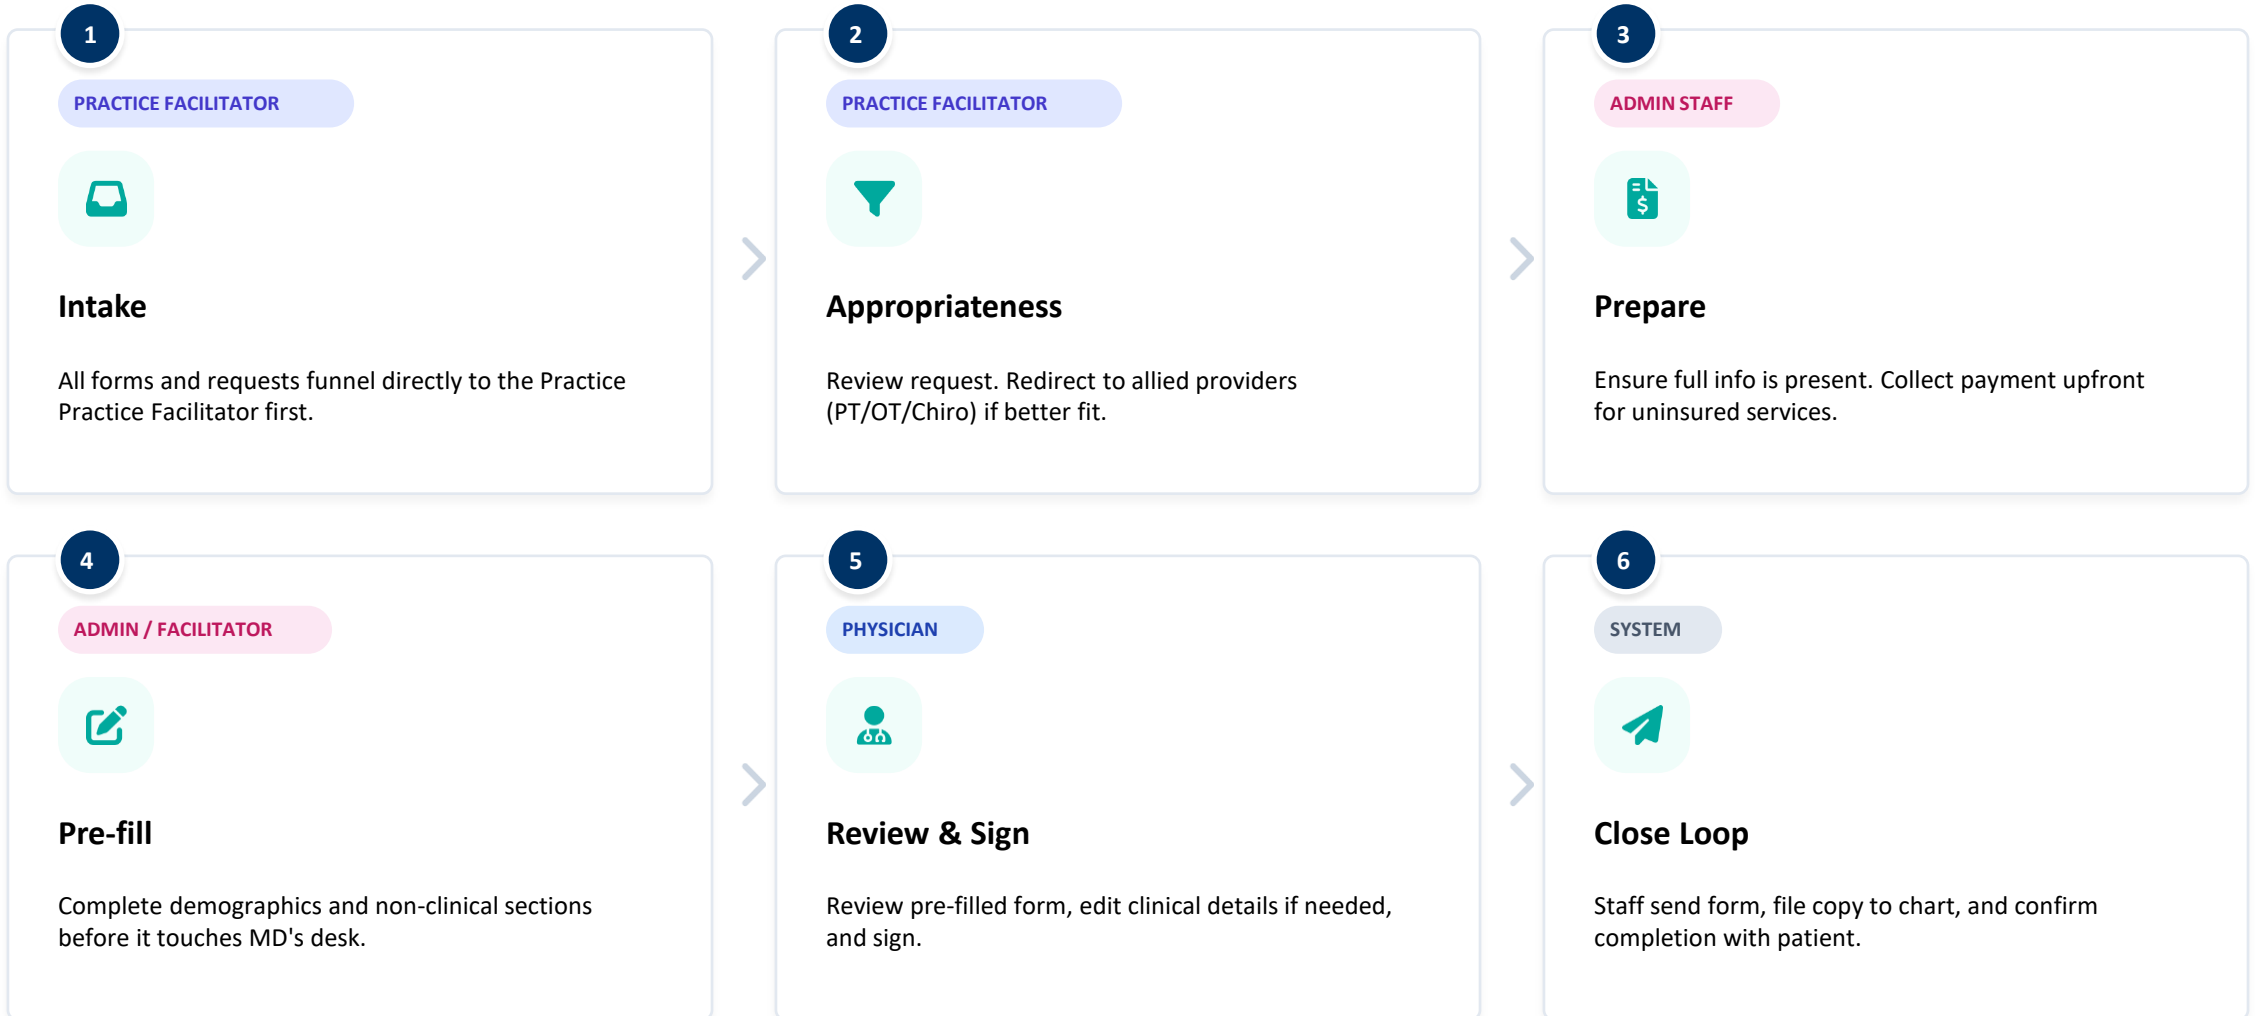 1
PRACTICE FACILITATOR
Intake
All forms and requests funnel directly to the Practice
Practice Facilitator first.
2
PRACTICE FACILITATOR
Appropriateness
Review request. Redirect to allied providers
(PT/OT/Chiro) if better fit.
3
ADMIN STAFF
$
Prepare
Ensure full info is present. Collect payment upfront
for uninsured services.
4
ADMIN / FACILITATOR
Pre-fill
Complete demographics and non-clinical sections
before it touches MD's desk.
5
PHYSICIAN
Review & Sign
Review pre-filled form, edit clinical details if needed,
and sign.
6
SYSTEM
Close Loop
Staff send form, file copy to chart, and confirm
completion with patient.